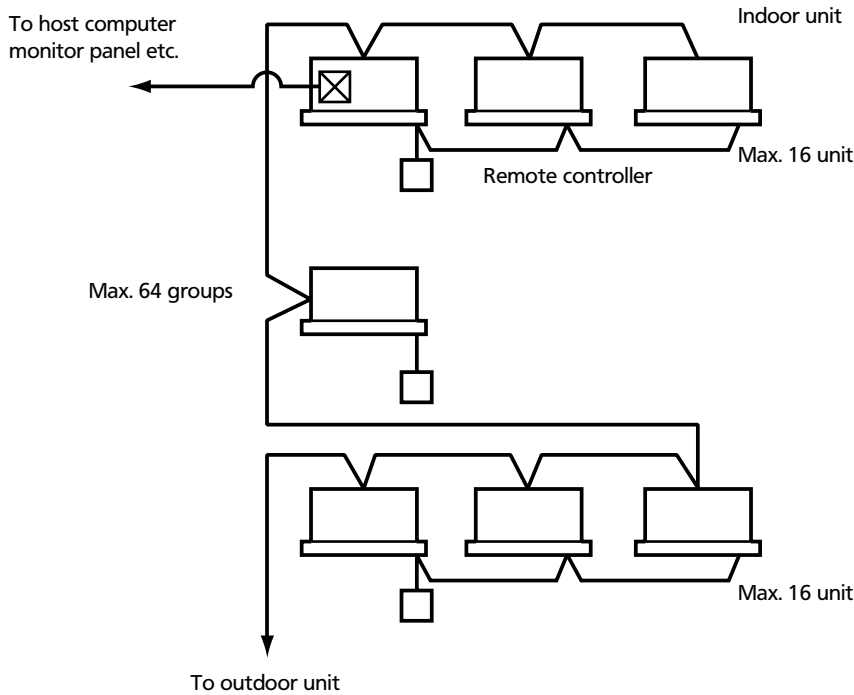 To host computer
monitor panel etc.
Indoor unit
Max. 16 unit
Remote controller
Max. 64 groups
Max. 16 unit
To outdoor unit